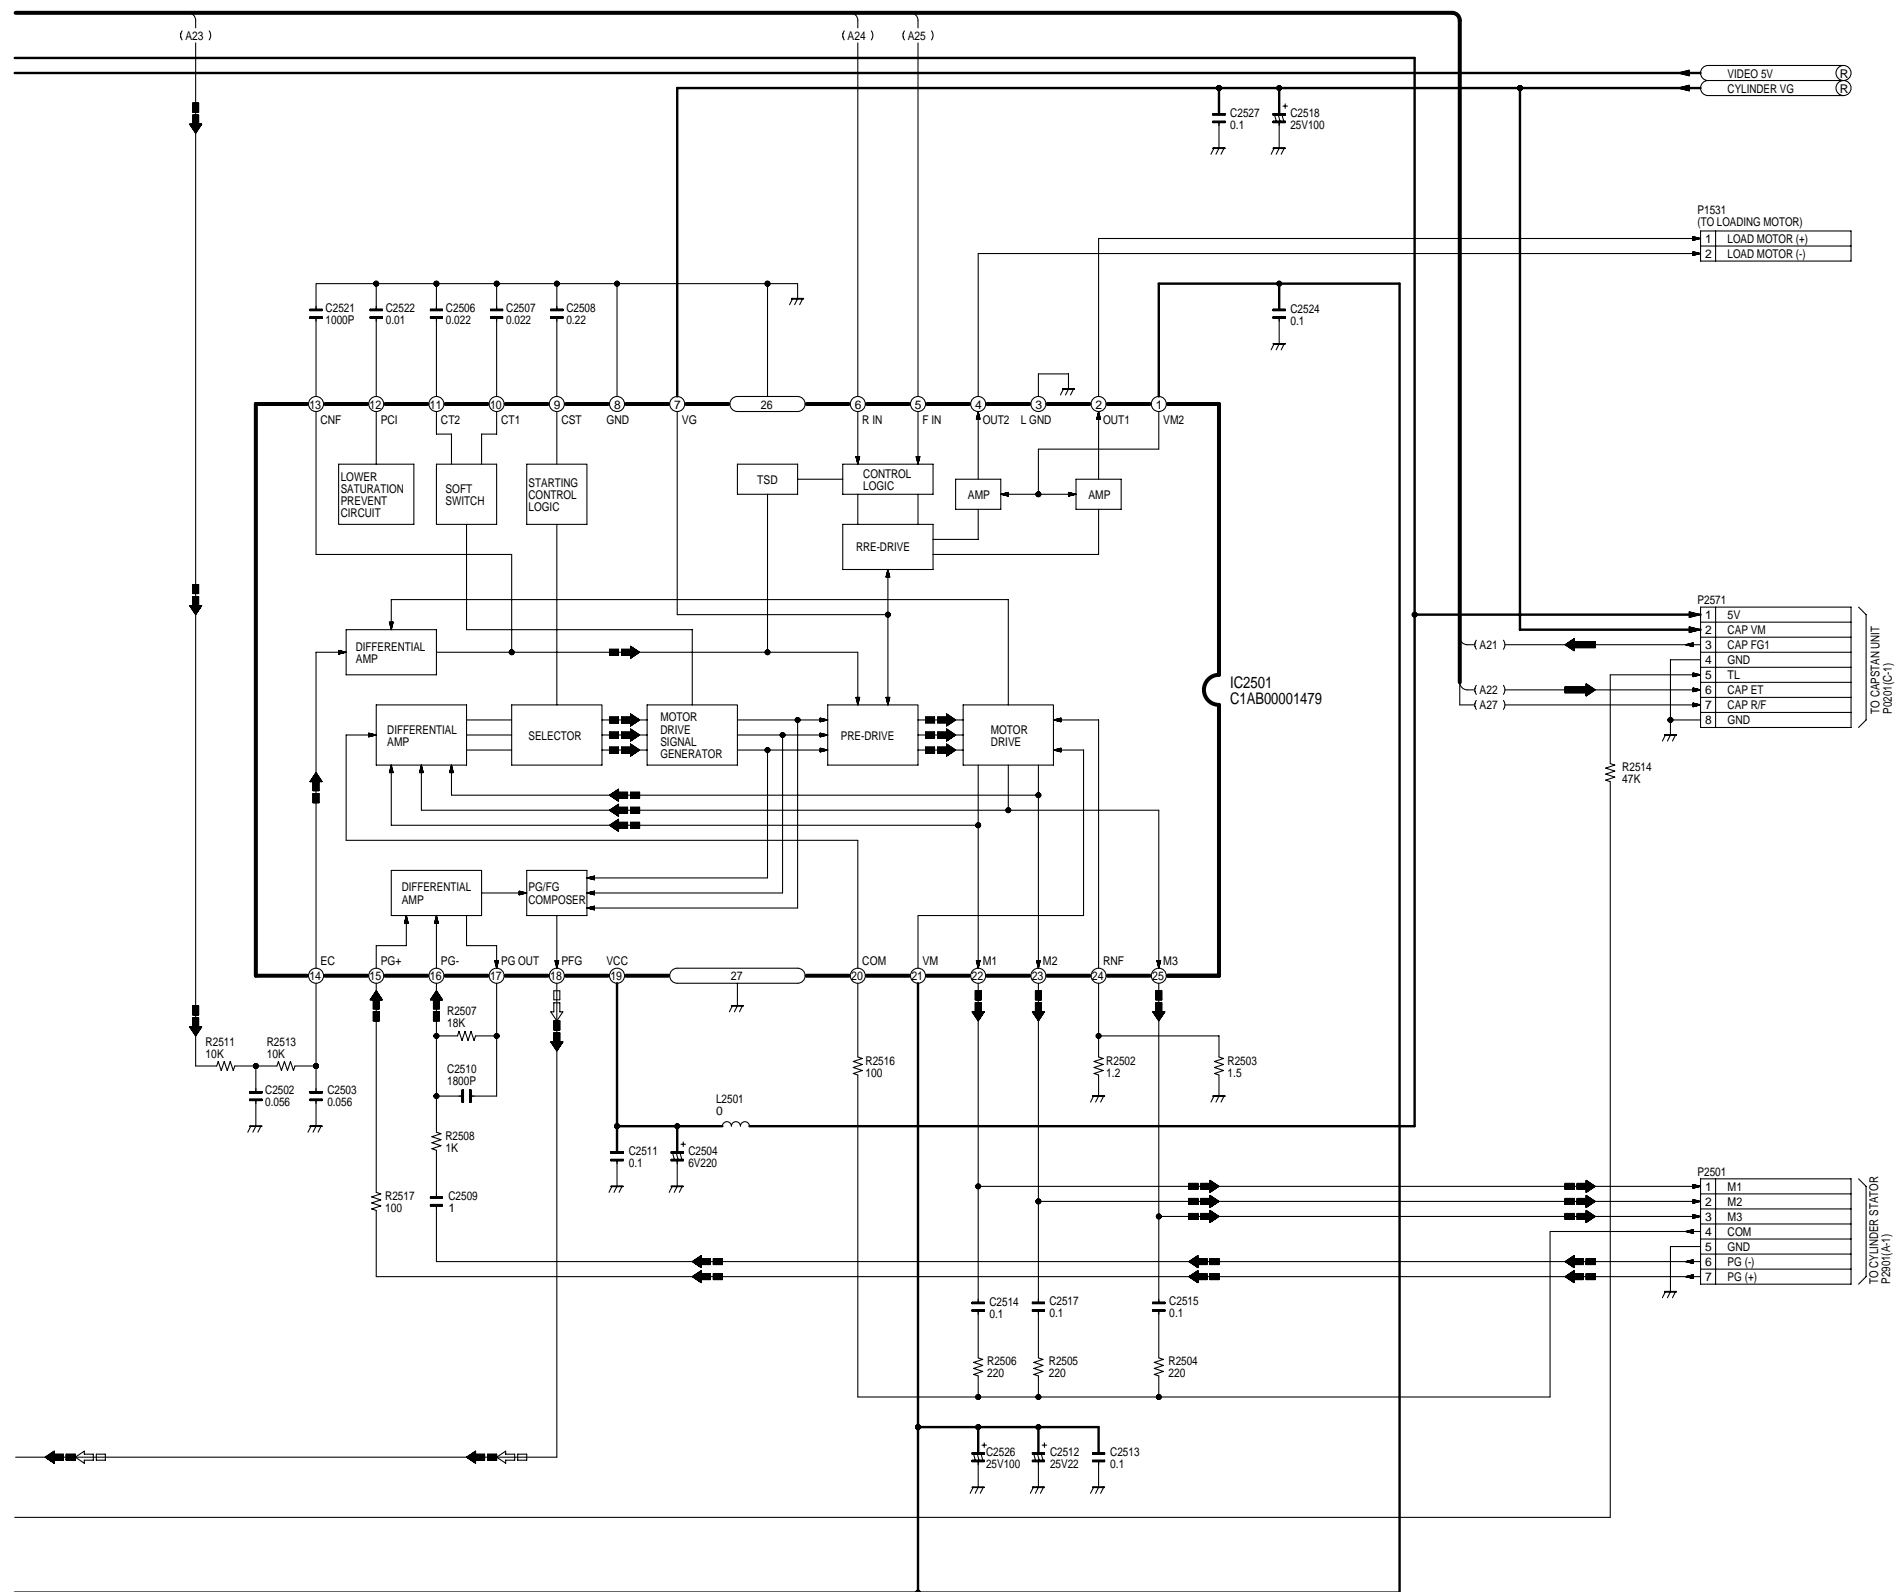 (A23)
(A24)
(A25)
VIDEO 5V R
CYLINDER VG R
C2527
0.1
+
C2518
25V100
P1531
(TO LOADING MOTOR)
1 LOAD MOTOR (+)
2 LOAD MOTOR (-)
C2521
1000P
C2522
0.01
C2506
0.022
C2507
0.022
C2508
0.22
C2524
0.1
13
12
11
10
9
8
7
26
6
5
4
3
2
1
CNF
PCI
CT2
CT1
CST
GND
VG
R IN
F IN
OUT2
L GND
OUT1
VM2
LOWER
SATURATION
PREVENT
CIRCUIT
SOFT
SWITCH
STARTING
CONTROL
LOGIC
TSD
CONTROL
LOGIC
AMP
AMP
RRE-DRIVE
DIFFERENTIAL
AMP
IC2501
C1AB00001479
P2571
1 5V
2 CAP VM
3 CAP FG1
4 GND
5 TL
6 CAP ET
7 CAP R/F
8 GND
(A21)
(A22)
(A27)
TO CAPSTAN UNIT
P0201(C-1)
DIFFERENTIAL
AMP
SELECTOR
MOTOR
DRIVE
SIGNAL
GENERATOR
PRE-DRIVE
MOTOR
DRIVE
R2514
47K
DIFFERENTIAL
AMP
PG/FG
COMPOSER
EC
PG+
PG-
PG OUT
PFG
VCC
COM
VM
M1
M2
RNF
M3
14
15
16
17
18
19
27
20
21
22
23
24
25
R2511
10K
R2513
10K
R2507
18K
C2510
1800P
C2502
0.056
C2503
0.056
R2516
100
R2502
1.2
R2503
1.5
L2501
0
R2508
1K
C2511
0.1
+
C2504
6V220
R2517
100
C2509
1
P2501
1 M1
2 M2
3 M3
4 COM
5 GND
6 PG (-)
7 PG (+)
TO CYLINDER STATOR
P2901(A-1)
C2514
0.1
C2517
0.1
C2515
0.1
R2506
220
R2505
220
R2504
220
+
C2526
25V100
+
C2512
25V22
C2513
0.1